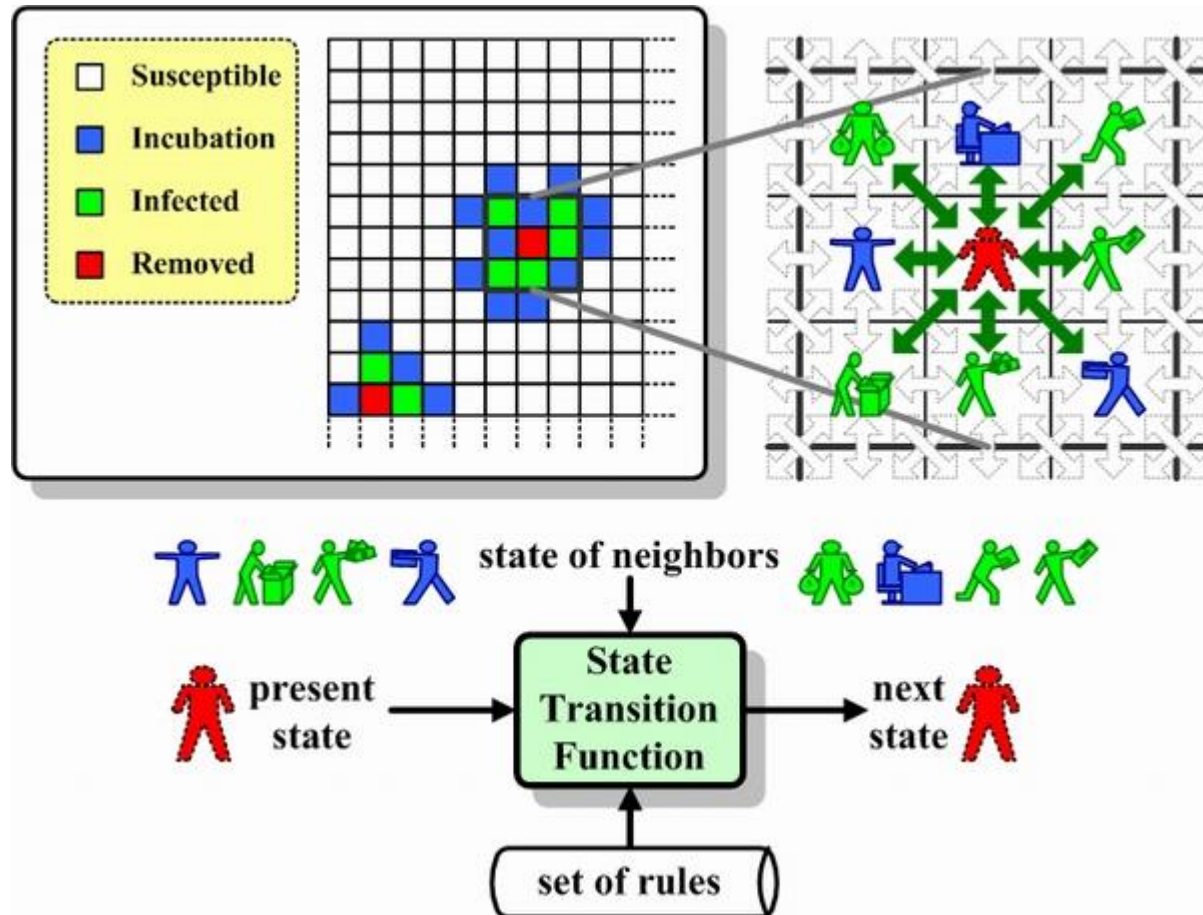 Susceptible
Incubation
Infected
Removed
state of neighbors
present
state
State
Transition
Function
next
state
set of rules